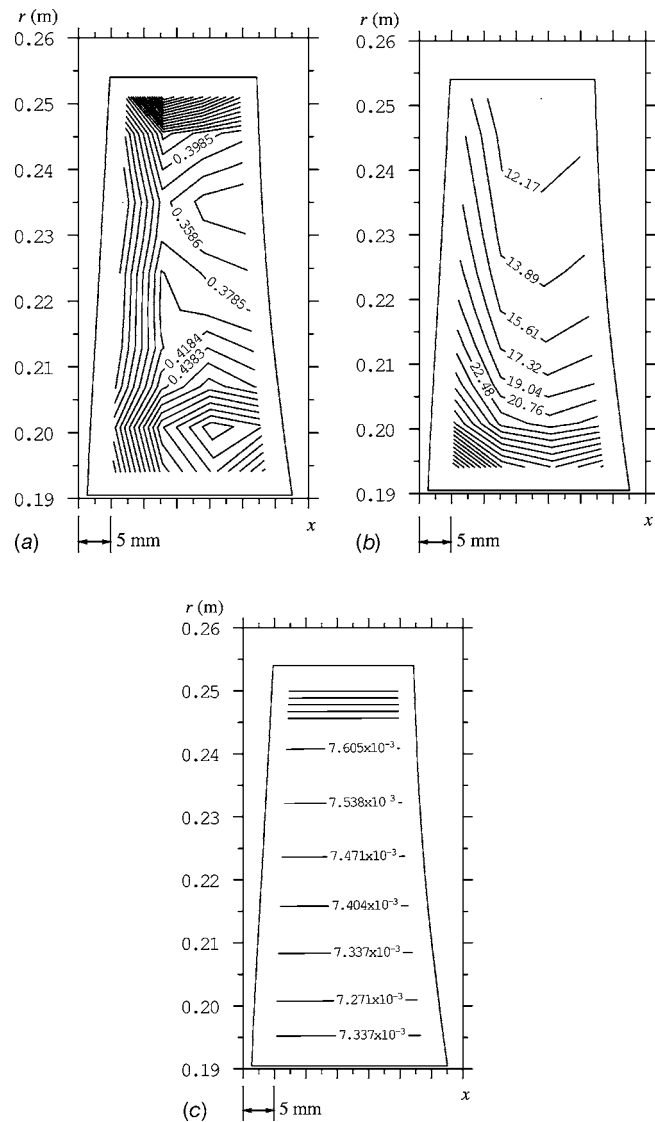 r (m)
0.26
0.25
0.24
0.23
0.22
0.21
0.20
0.19
0.3985
0.3586
0.3785
0.4184
0.4383
x
5 mm
(a)
r (m)
0.26
0.25
0.24
0.23
0.22
0.21
0.20
0.19
12.17
13.89
15.61
17.32
19.04
20.76
22.48
x
5 mm
(b)
r (m)
0.26
0.25
0.24
0.23
0.22
0.21
0.20
0.19
7.605x10⁻³
7.538x10⁻³
7.471x10⁻³
7.404x10⁻³
7.337x10⁻³
7.271x10⁻³
7.337x10⁻³
x
5 mm
(c)